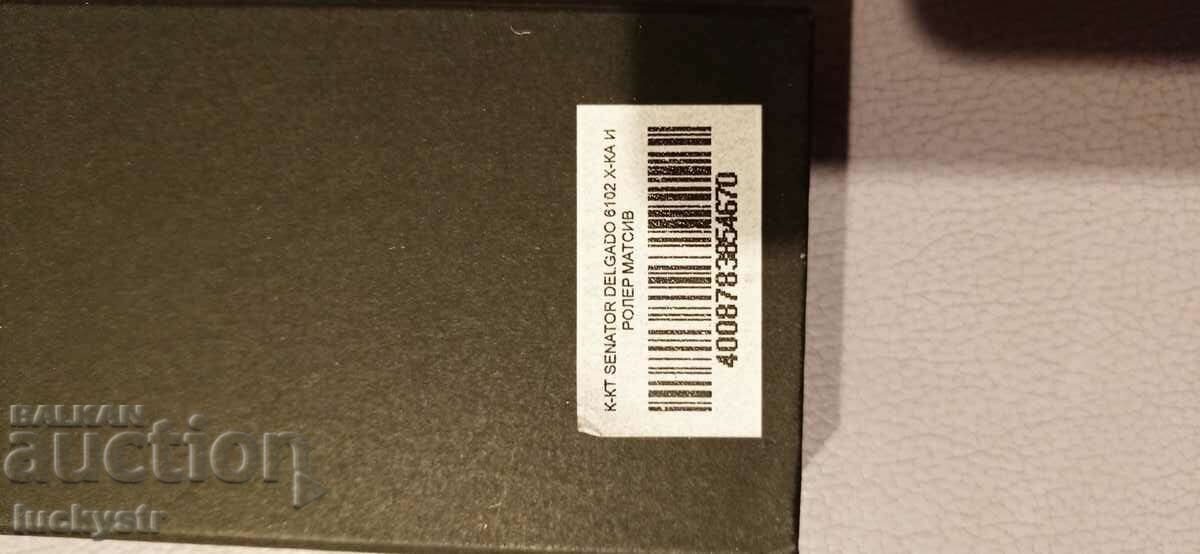 К-КТ SENATOR DELGADO 6102 Х-КА И
РОЛЕР МАТСИВ
4008783854670
BALKAN
auction
luckystr